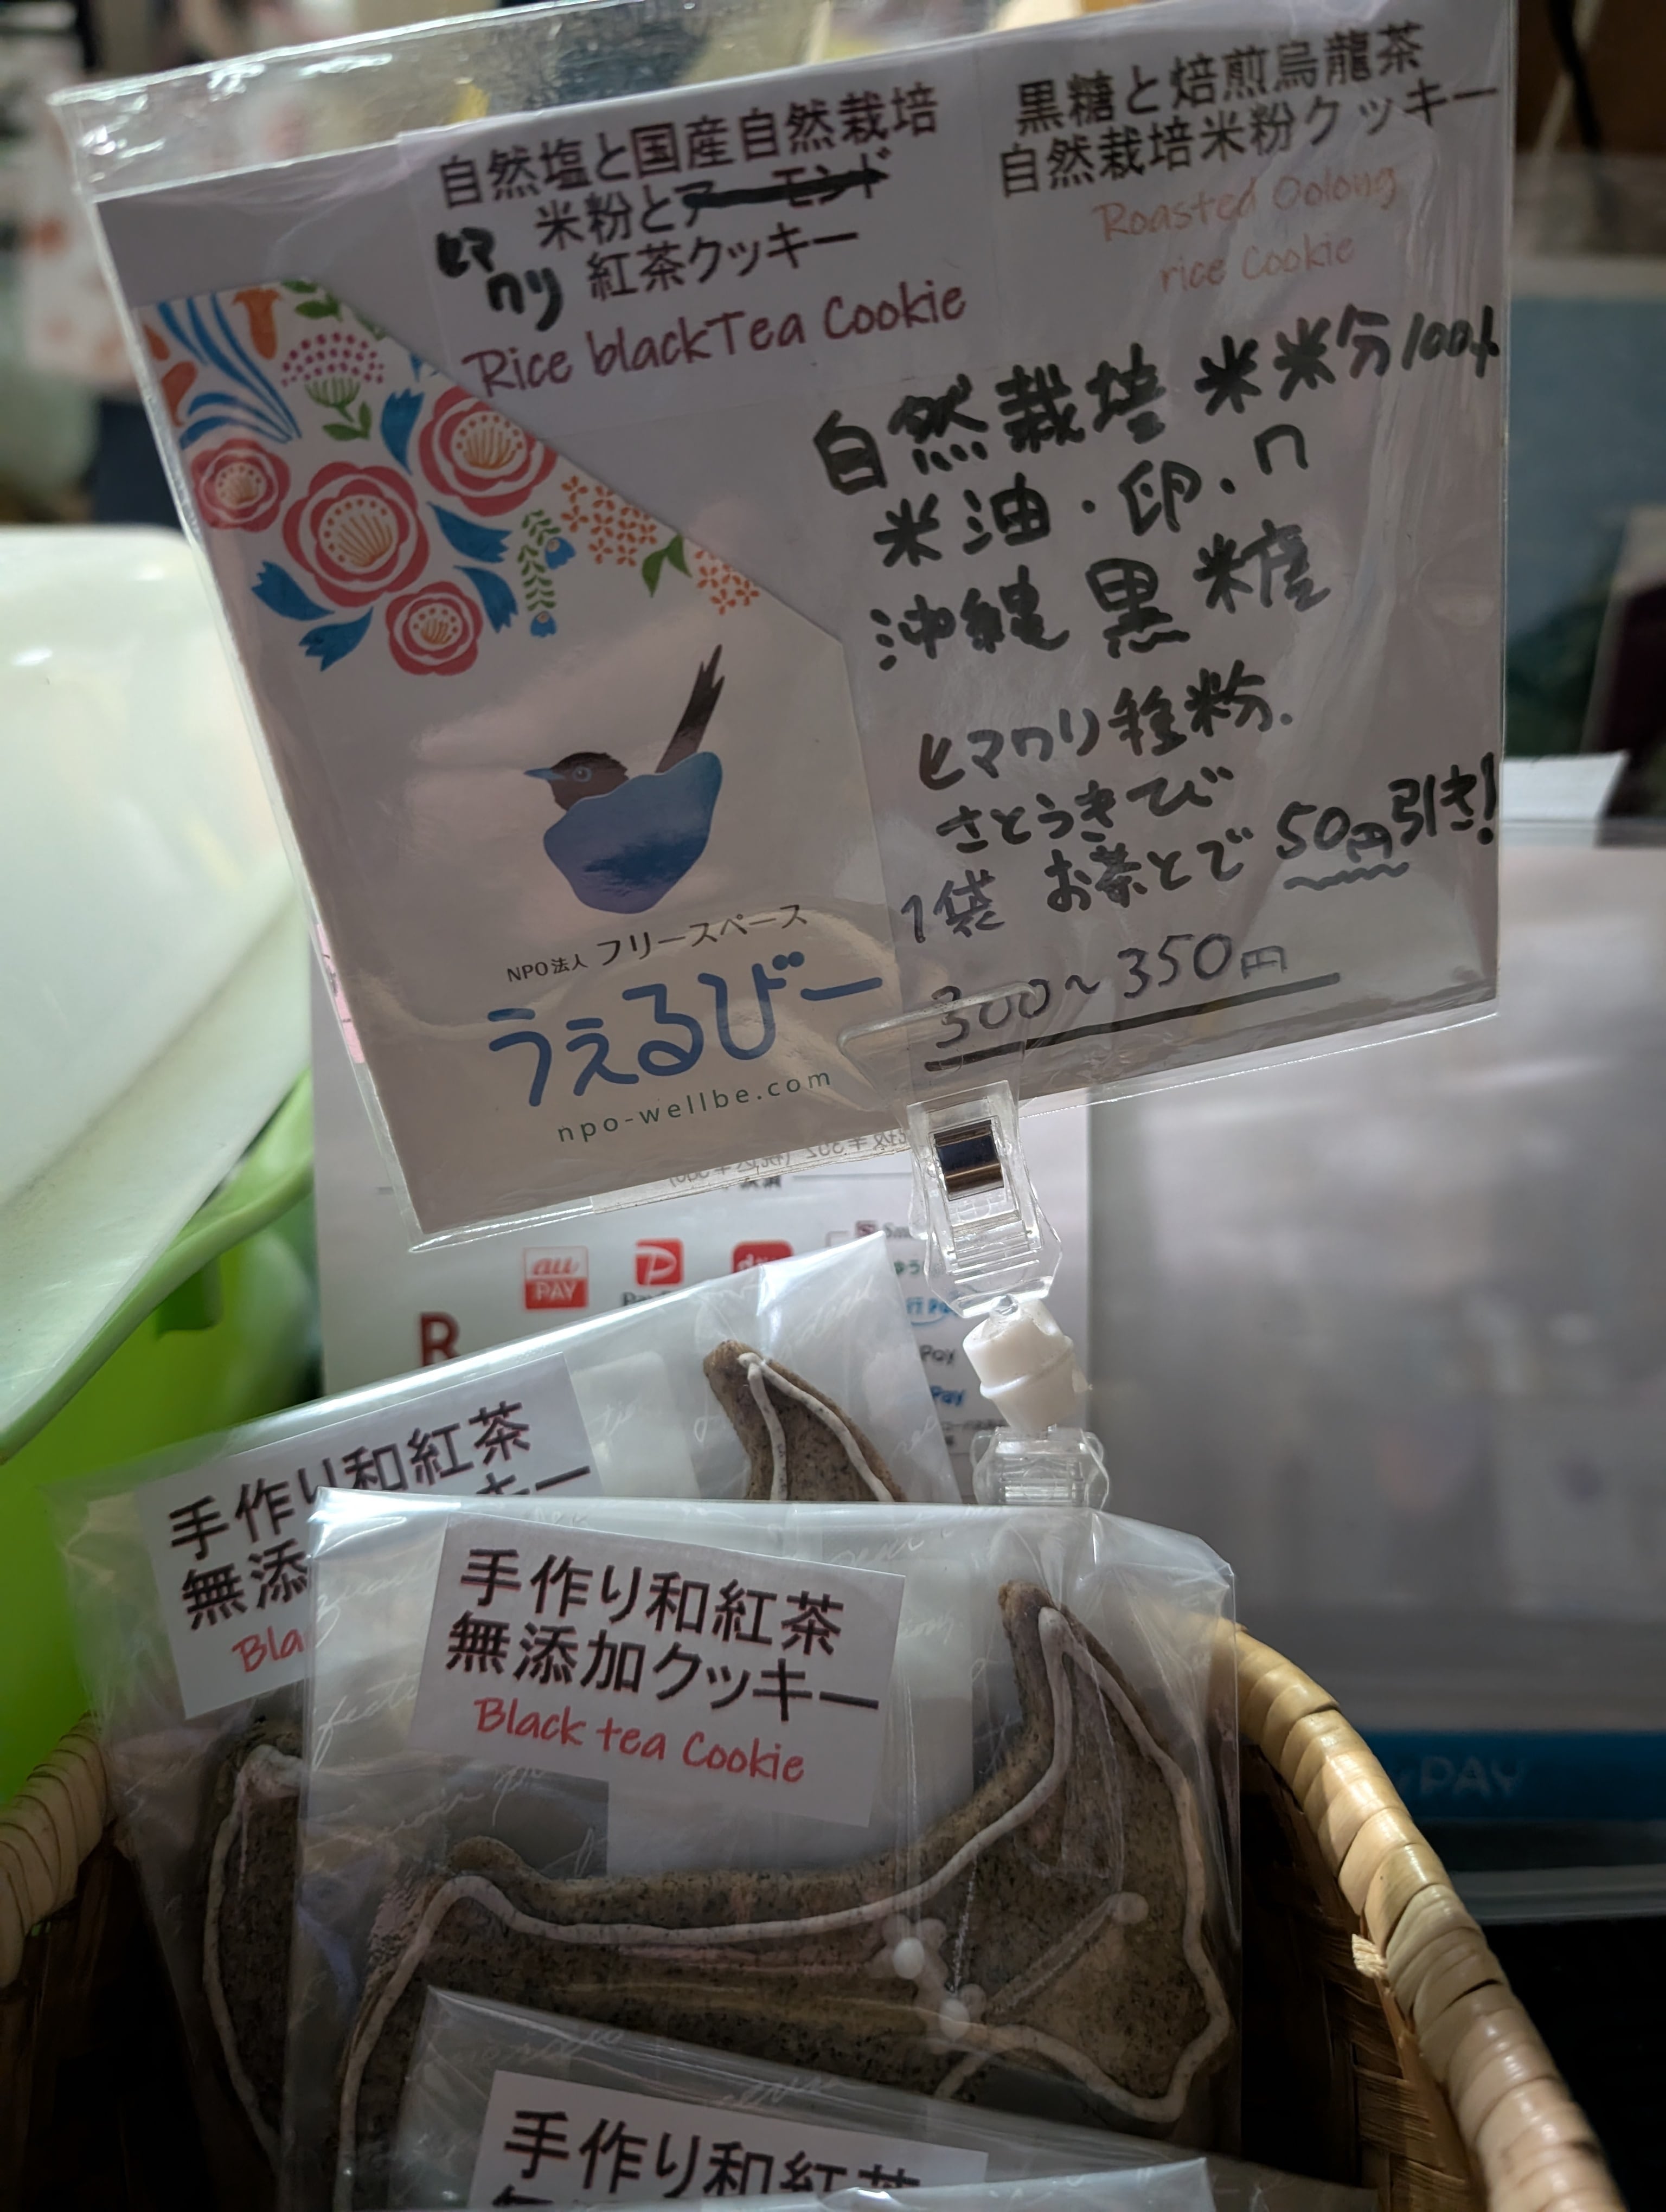 自然塩と国産自然栽培
米粉とアーモンド
ヒマワリ
紅茶クッキー
Rice blackTea Cookie
黒糖と焙煎烏龍茶
自然栽培米粉クッキー
Roasted Oolong
rice Cookie
自然栽培 米米分100%
米油・卵.
沖縄 黒糖
ヒマワリ種粉.
さとうきび
1袋 お茶とで 50円引き!
300~350円
NPO法人 フリースペース
うぇるびー
npo-wellbe.com
au
PAY
R
Pay
Pay
手作り和紅茶
無添
Bla
手作り和紅茶
無添加クッキー
Black tea Cookie
PAY
手作り和紅茶